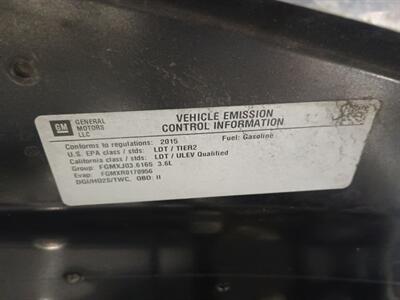 GM
GENERAL MOTORS LLC
VEHICLE EMISSION
CONTROL INFORMATION
Conforms to regulations: 2015 Fuel: Gasoline
U.S. EPA class / stds: LDT / TIER2
California class / stds: LDT / ULEV Qualified
Group: FGMXJ03.6165 3.6L
Evap: FGMXR0176956
DGI/HO2S/TWC, OBD II